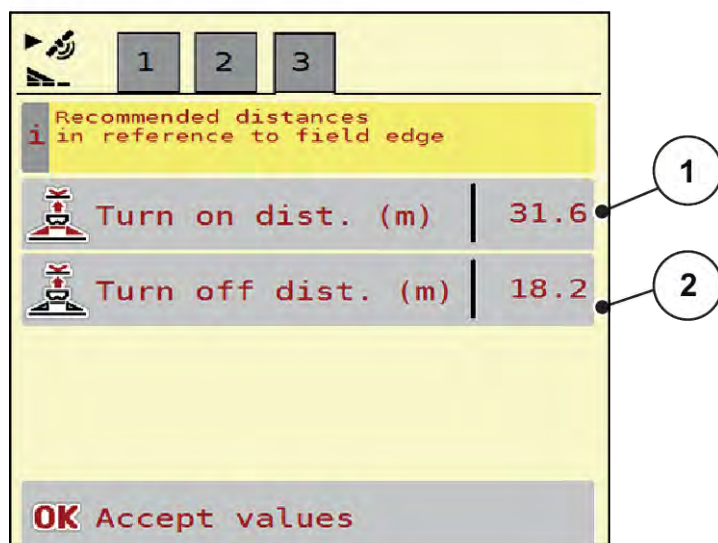 1 2 3
i Recommended distances
in reference to field edge
Turn on dist. (m) 31.6
1
Turn off dist. (m) 18.2
2
OK Accept values